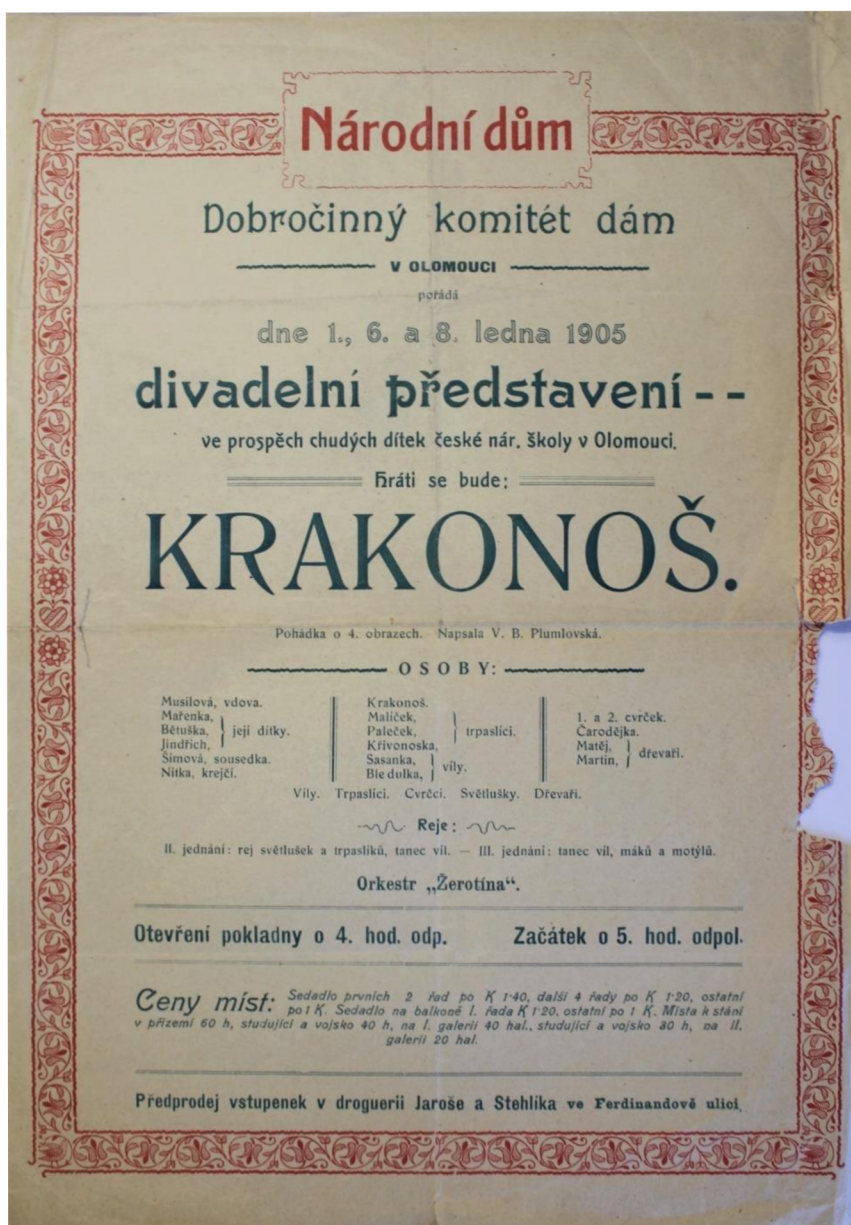 Národní dům
Dobročinný komitét dám
V OLOMOUCI
pořádá
dne 1., 6. a 8. ledna 1905
divadelní představení - -
ve prospěch chudých dítek české nár. školy v Olomouci.
Hráti se bude:
KRAKONOŠ.
Pohádka o 4. obrazech. Napsala V. B. Plumlovská.
OSOBY:
Musilová, vdova.
Mařenka,
Bětuška, } její dítky.
Jindřich,
Šimová, sousedka.
Nitka, krejčí.
Krakonoš.
Malíček,
Paleček, } trpaslíci.
Křivonoska,
Sasanka, } víly.
Bledulka,
1. a 2. cvrček.
Čarodějka.
Matěj, } dřevaři.
Martin,
Víly. Trpaslíci. Cvrčci. Světlušky. Dřevaři.
Reje:
II. jednání: rej světlušek a trpaslíků, tanec víl. — III. jednání: tanec víl, máků a motýlů.
Orkestr „Žerotína“.
Otevření pokladny o 4. hod. odp. Začátek o 5. hod. odpol.
Ceny míst: Sedadlo prvních 2 řad po K 1·40, další 4 řady po K 1·20, ostatní
po 1 K. Sedadlo na balkoně I. řada K 1·20, ostatní po 1 K. Místa k stání
v přízemí 60 h, studující a vojsko 40 h, na I. galerii 40 hal., studující a vojsko 30 h, na II.
galerii 20 hal.
Předprodej vstupenek v droguerii Jaroše a Stehlíka ve Ferdinandově ulici.